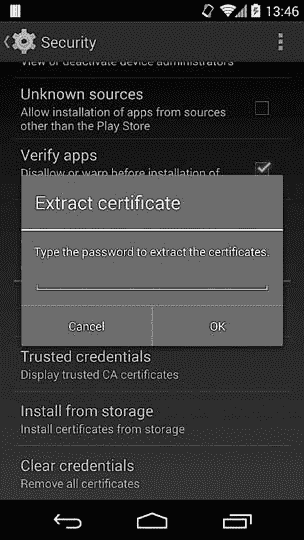 13:46
Security
View or deactivate device administrators
Unknown sources
Allow installation of apps from sources
other than the Play Store
Verify apps
Disallow or warn before installation of
Extract certificate
Type the password to extract the certificates.
Cancel
OK
Trusted credentials
Display trusted CA certificates
Install from storage
Install certificates from storage
Clear credentials
Remove all certificates